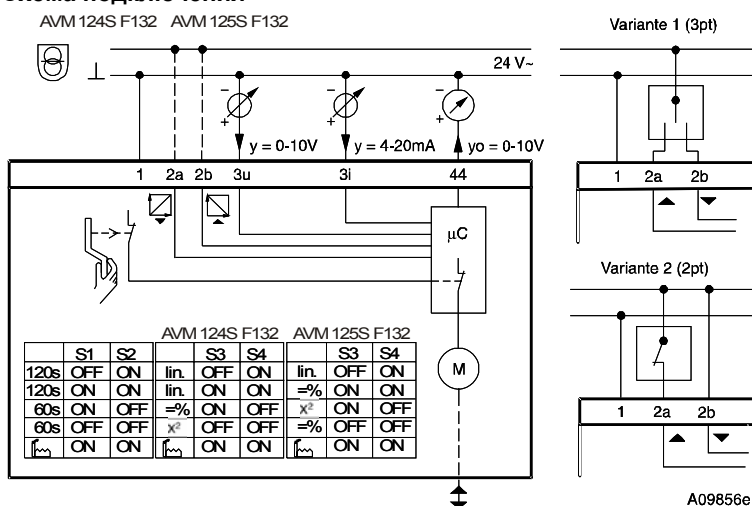 AVM 124S F132 AVM 125S F132
Variante 1 (3pt)
24 V~
y = 0-10V
y = 4-20mA
yo = 0-10V
1 2a 2b 3u 3i 44
1 2a 2b
µC
Variante 2 (2pt)
AVM 124S F132 AVM 125S F132
S1 S2 S3 S4 S3 S4
120s OFF ON lin. OFF ON lin. OFF ON
120s ON ON lin. ON ON =% ON ON
60s ON OFF =% ON OFF x² ON OFF
60s OFF OFF x² OFF OFF =% OFF OFF
ON ON ON ON ON ON
M
1 2a 2b
A09856e